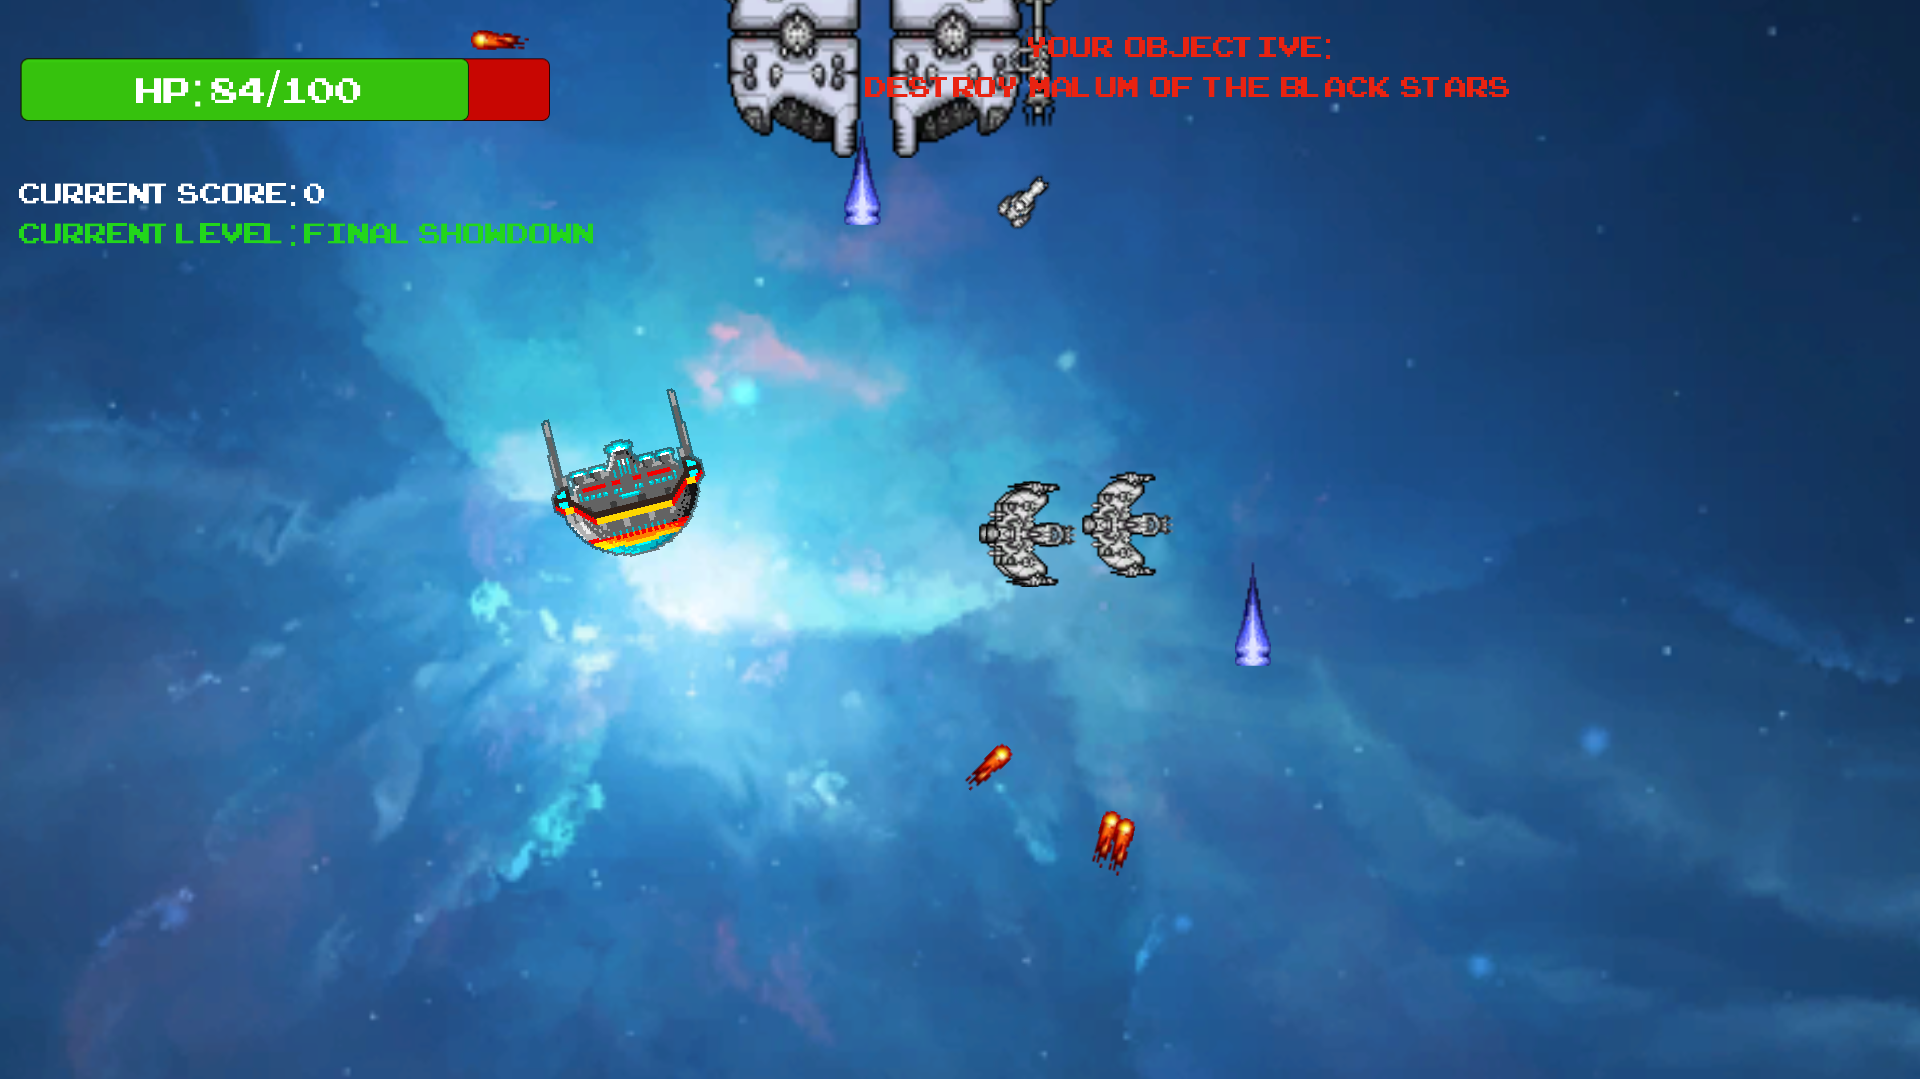 YOUR OBJECTIVE:
DESTROY MALUM OF THE BLACK STARS
HP:84/100
CURRENT SCORE:0
CURRENT LEVEL:FINAL SHOWDOWN